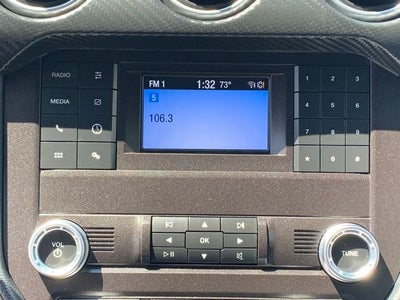 FM 1 1:32 73°
5
106.3
RADIO
MEDIA
1 2 3
4 5 6
7 8 9
* 0 #
VOL
OK
TUNE